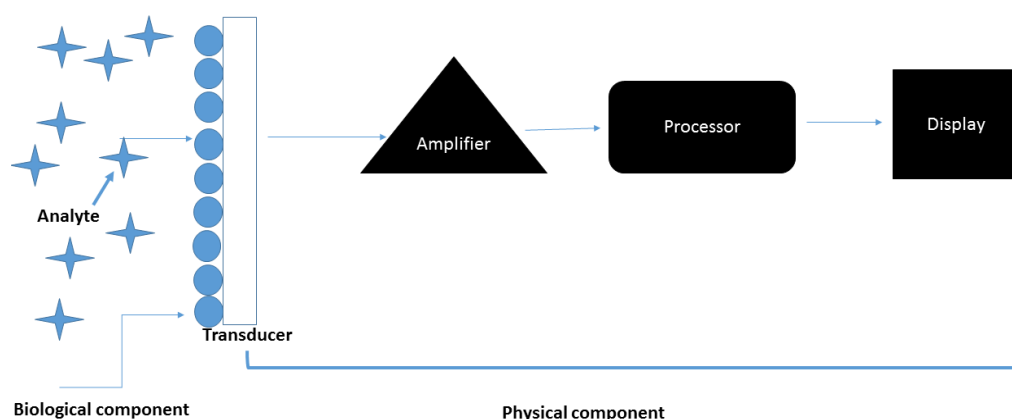 Amplifier
Processor
Display
Analyte
Transducer
Biological component
Physical component